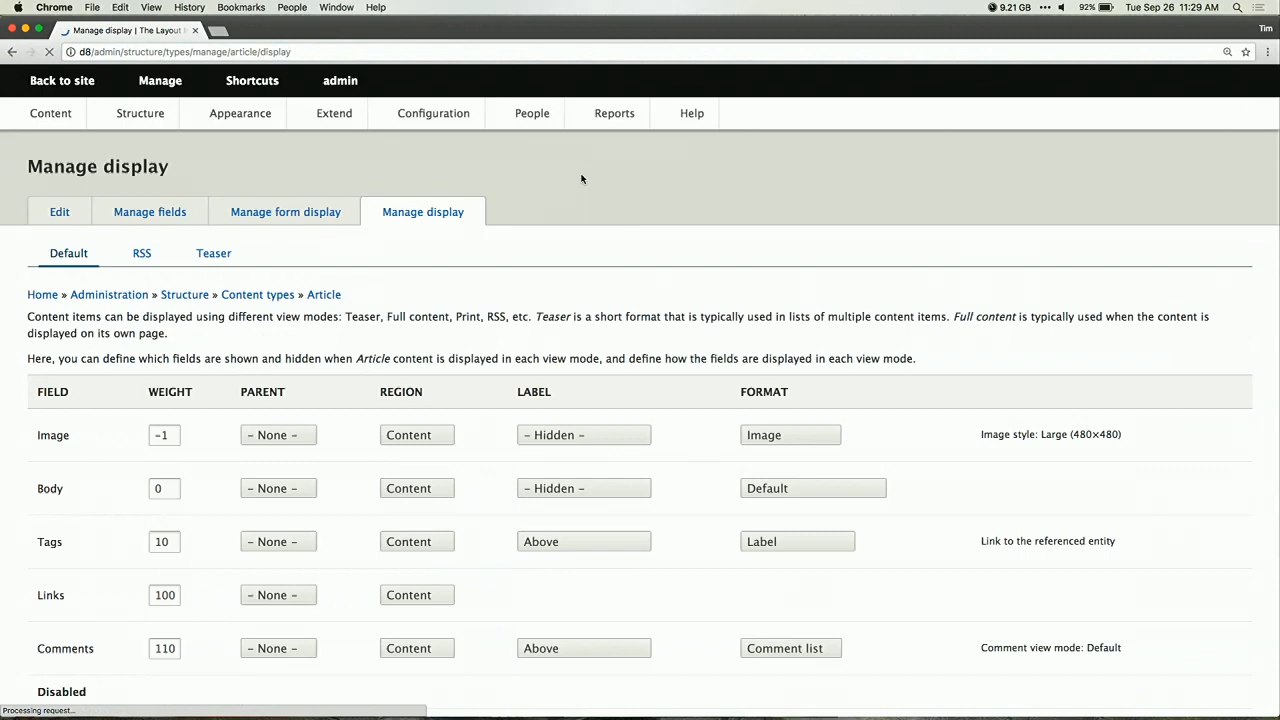 Chrome File Edit View History Bookmarks People Window Help 9.21 GB 92% Tue Sep 26 11:29 AM
Manage display | The Layout Tim
d8/admin/structure/types/manage/article/display
Back to site Manage Shortcuts admin
Content Structure Appearance Extend Configuration People Reports Help
Manage display
Edit Manage fields Manage form display Manage display
Default RSS Teaser
Home » Administration » Structure » Content types » Article
Content items can be displayed using different view modes: Teaser, Full content, Print, RSS, etc. Teaser is a short format that is typically used in lists of multiple content items. Full content is typically used when the content is
displayed on its own page.
Here, you can define which fields are shown and hidden when Article content is displayed in each view mode, and define how the fields are displayed in each view mode.
FIELD WEIGHT PARENT REGION LABEL FORMAT
Image -1 - None - Content - Hidden - Image Image style: Large (480×480)
Body 0 - None - Content - Hidden - Default
Tags 10 - None - Content Above Label Link to the referenced entity
Links 100 - None - Content
Comments 110 - None - Content Above Comment list Comment view mode: Default
Disabled
Processing request...